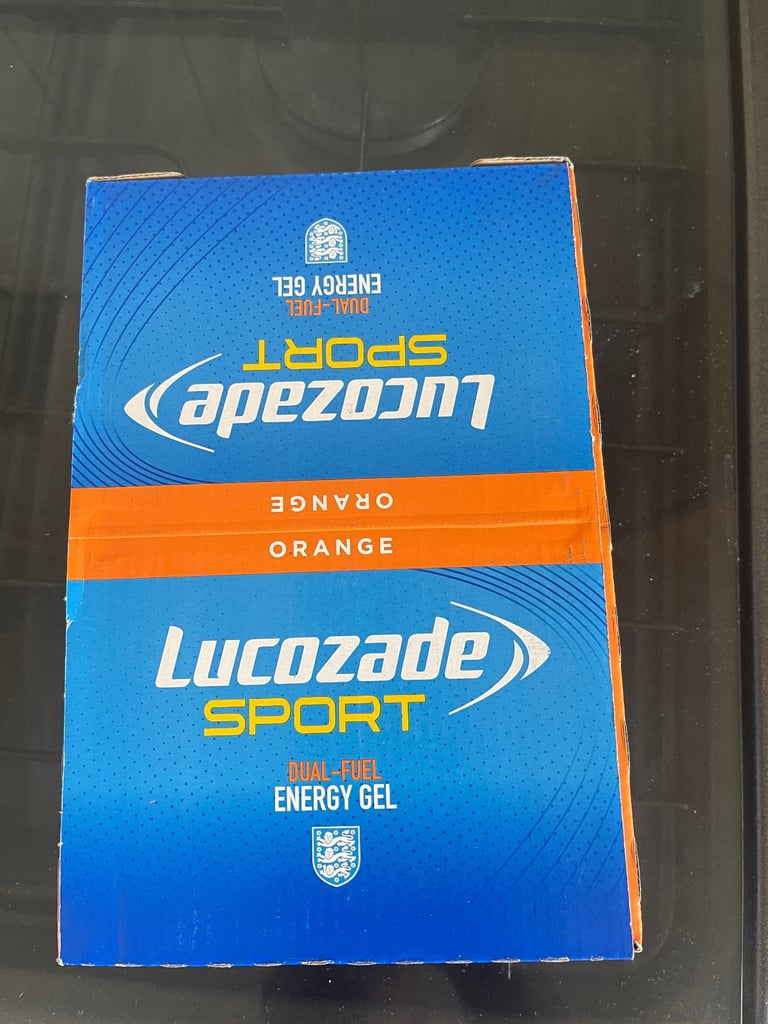 ENERGY GEL
DUAL-FUEL
SPORT
Lucozade
ORANGE
ORANGE
Lucozade
SPORT
DUAL-FUEL
ENERGY GEL